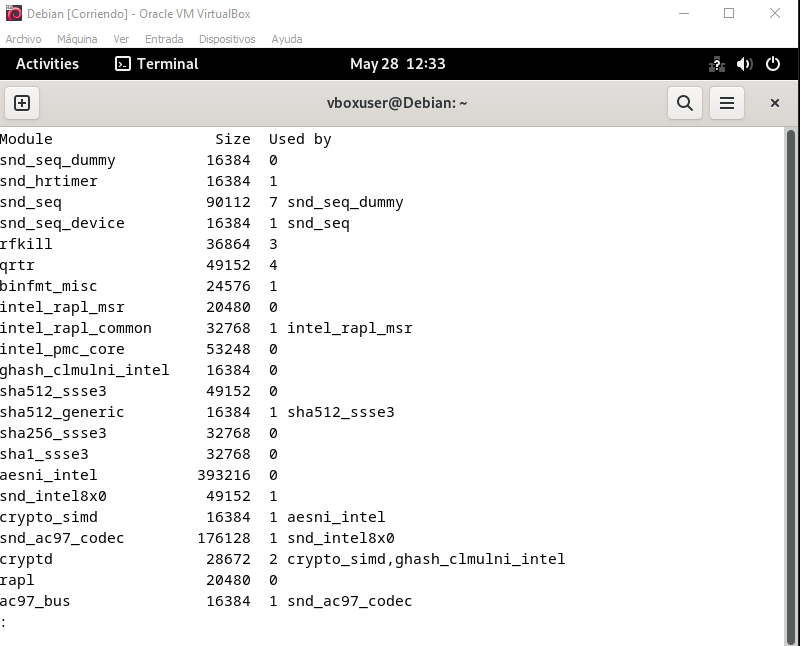 Debian [Corriendo] - Oracle VM VirtualBox
Archivo Máquina Ver Entrada Dispositivos Ayuda
Activities Terminal May 28 12:33
vboxuser@Debian: ~
Module Size Used by
snd_seq_dummy 16384 0
snd_hrtimer 16384 1
snd_seq 90112 7 snd_seq_dummy
snd_seq_device 16384 1 snd_seq
rfkill 36864 3
qrtr 49152 4
binfmt_misc 24576 1
intel_rapl_msr 20480 0
intel_rapl_common 32768 1 intel_rapl_msr
intel_pmc_core 53248 0
ghash_clmulni_intel 16384 0
sha512_ssse3 49152 0
sha512_generic 16384 1 sha512_ssse3
sha256_ssse3 32768 0
sha1_ssse3 32768 0
aesni_intel 393216 0
snd_intel8x0 49152 1
crypto_simd 16384 1 aesni_intel
snd_ac97_codec 176128 1 snd_intel8x0
cryptd 28672 2 crypto_simd,ghash_clmulni_intel
rapl 20480 0
ac97_bus 16384 1 snd_ac97_codec
: